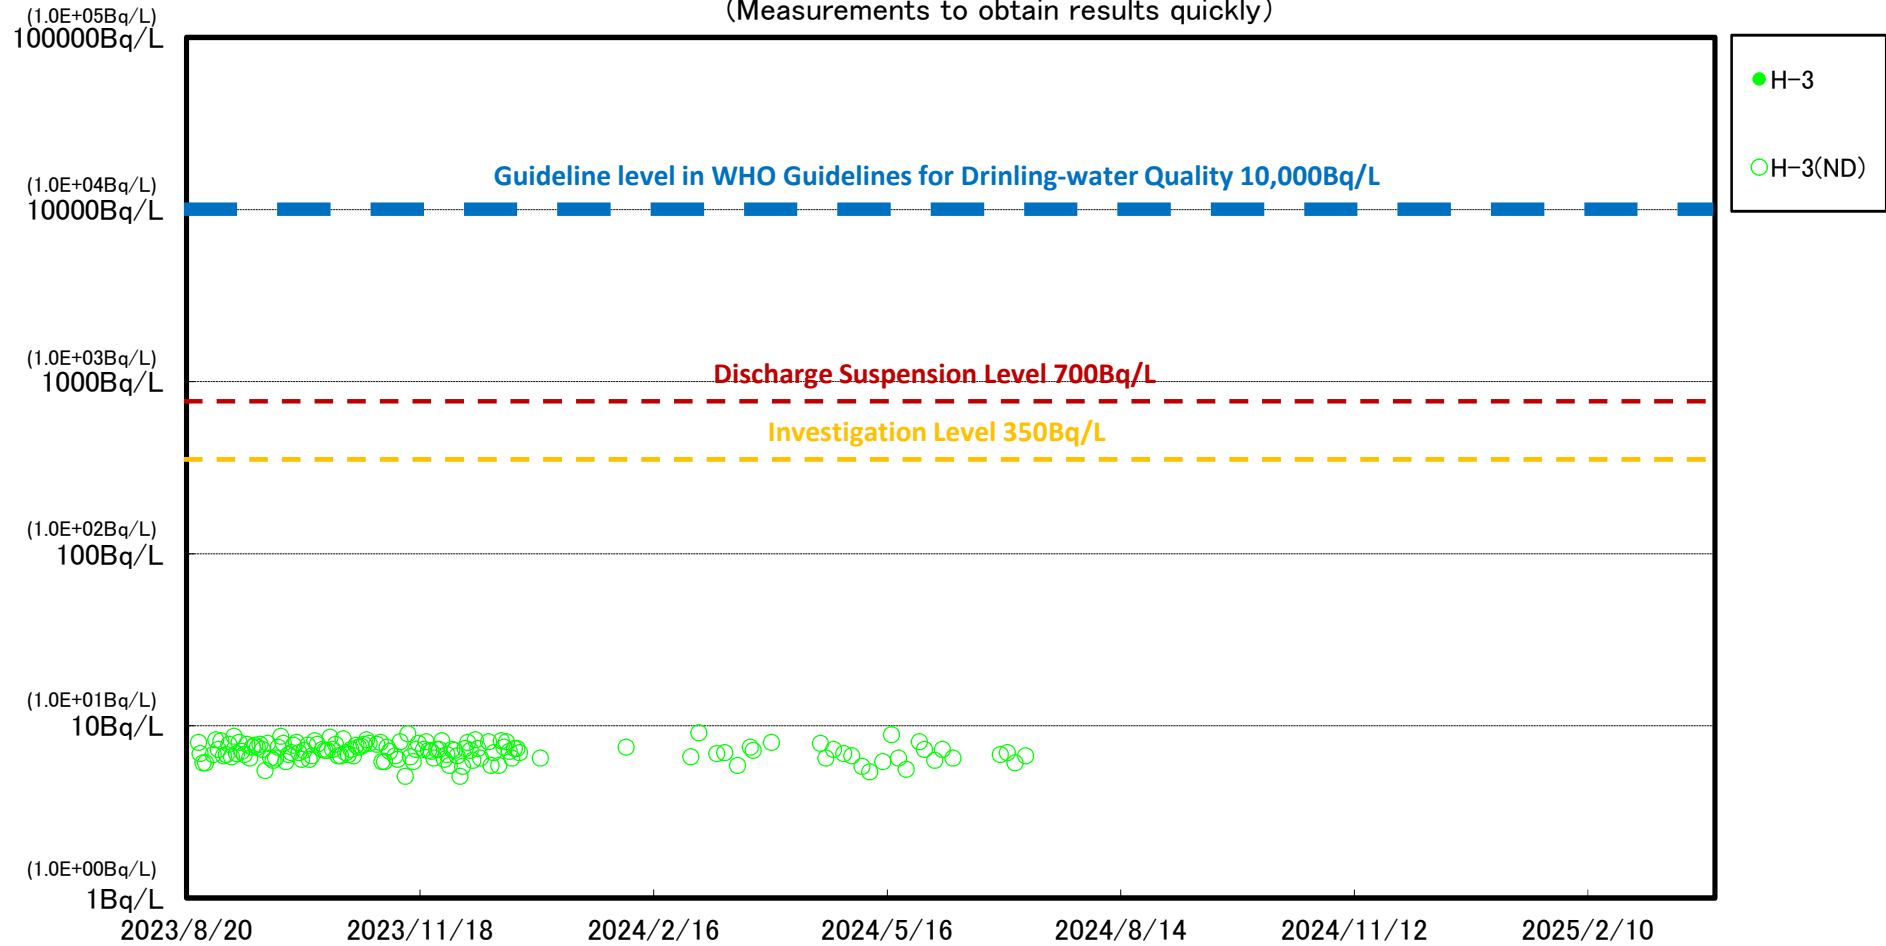 (Measurements to obtain results quickly)
(1.0E+05Bq/L)
100000Bq/L
(1.0E+04Bq/L)
10000Bq/L
(1.0E+03Bq/L)
1000Bq/L
(1.0E+02Bq/L)
100Bq/L
(1.0E+01Bq/L)
10Bq/L
(1.0E+00Bq/L)
1Bq/L
Guideline level in WHO Guidelines for Drinling-water Quality 10,000Bq/L
Discharge Suspension Level 700Bq/L
Investigation Level 350Bq/L
2023/8/20
2023/11/18
2024/2/16
2024/5/16
2024/8/14
2024/11/12
2025/2/10
H-3
H-3(ND)